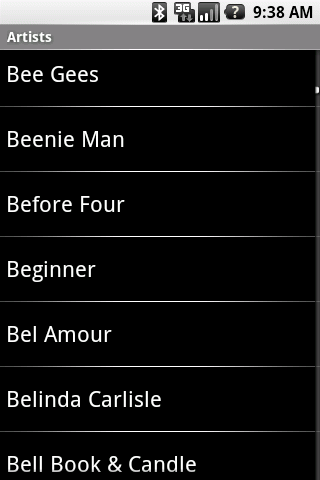 3G
?
9:38 AM
Artists
Bee Gees
Beenie Man
Before Four
Beginner
Bel Amour
Belinda Carlisle
Bell Book & Candle